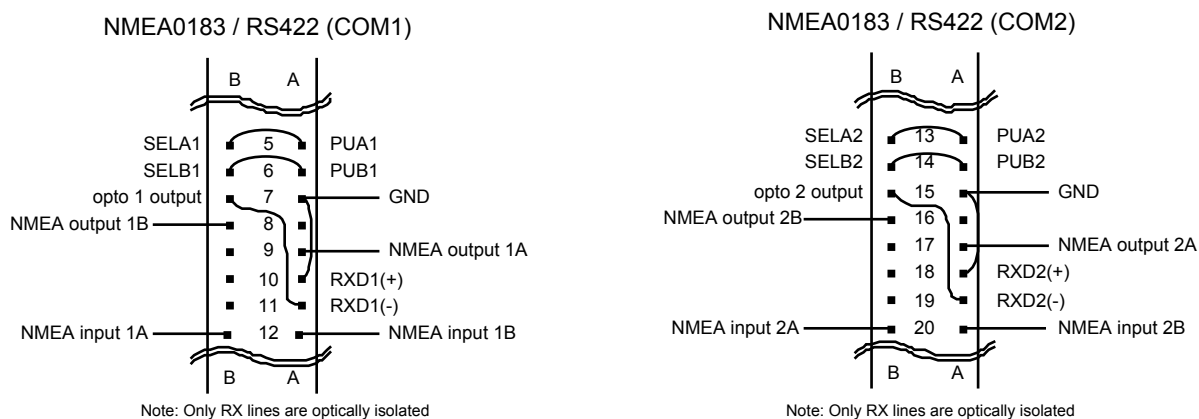 NMEA0183 / RS422 (COM1)
B A
SELA1 5 PUA1
SELB1 6 PUB1
opto 1 output 7 GND
NMEA output 1B 8
9 NMEA output 1A
10 RXD1(+)
11 RXD1(-)
NMEA input 1A 12 NMEA input 1B
B A
Note: Only RX lines are optically isolated
NMEA0183 / RS422 (COM2)
B A
SELA2 13 PUA2
SELB2 14 PUB2
opto 2 output 15 GND
NMEA output 2B 16
17 NMEA output 2A
18 RXD2(+)
19 RXD2(-)
NMEA input 2A 20 NMEA input 2B
B A
Note: Only RX lines are optically isolated